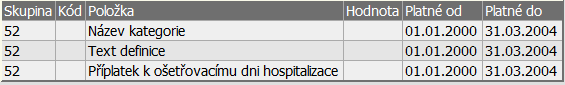 Skupina Kód Položka Hodnota Platné od Platné do
52 Název kategorie 01.01.2000 31.03.2004
52 Text definice 01.01.2000 31.03.2004
52 Příplatek k ošetřovacímu dni hospitalizace 01.01.2000 31.03.2004